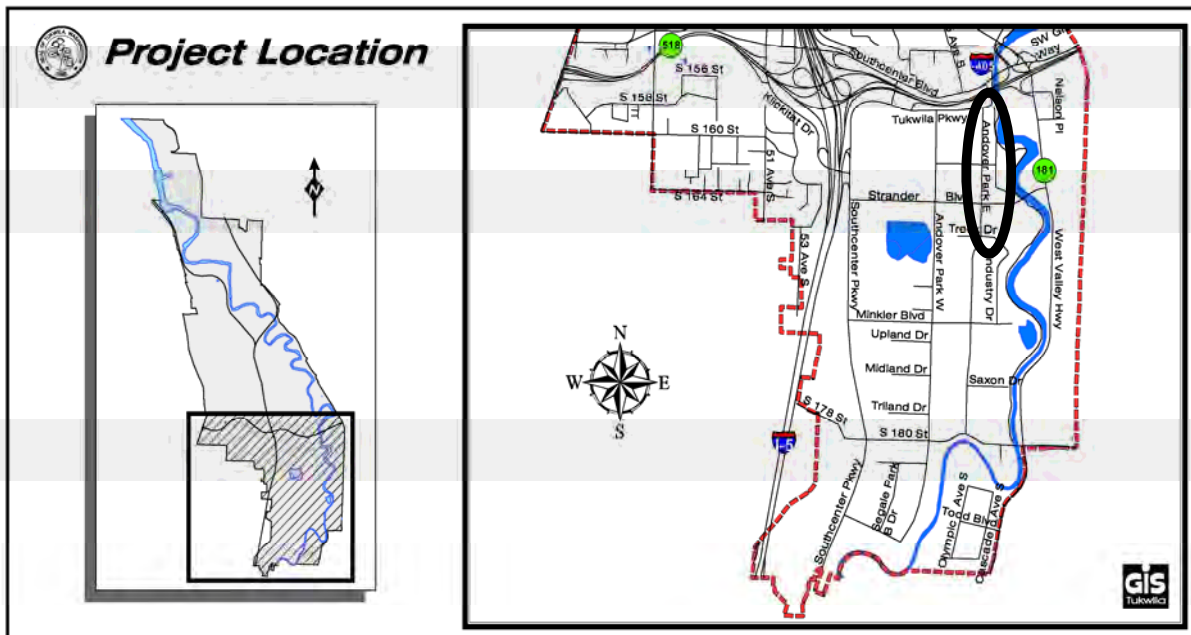 Project Location
N
518
S 156 St
S 158 St
S 160 St
S 164 St
Klickitat Dr
51 Ave S
53 Ave S
Southcenter Blvd
Tukwila Pkwy
I-405
Way
Nelson Pl
181
Andover Park E
Strander Blvd
Southcenter Pkwy
Andover Park W
Industry Dr
West Valley Hwy
Minkler Blvd
Upland Dr
Midland Dr
Saxon Dr
Triland Dr
S 178 St
S 180 St
I-5
N
W
E
S
Southcenter Pkwy
Segale Park
B Dr
Olympic Ave S
Todd Blvd
Cascade Ave S
GIS
Tukwila